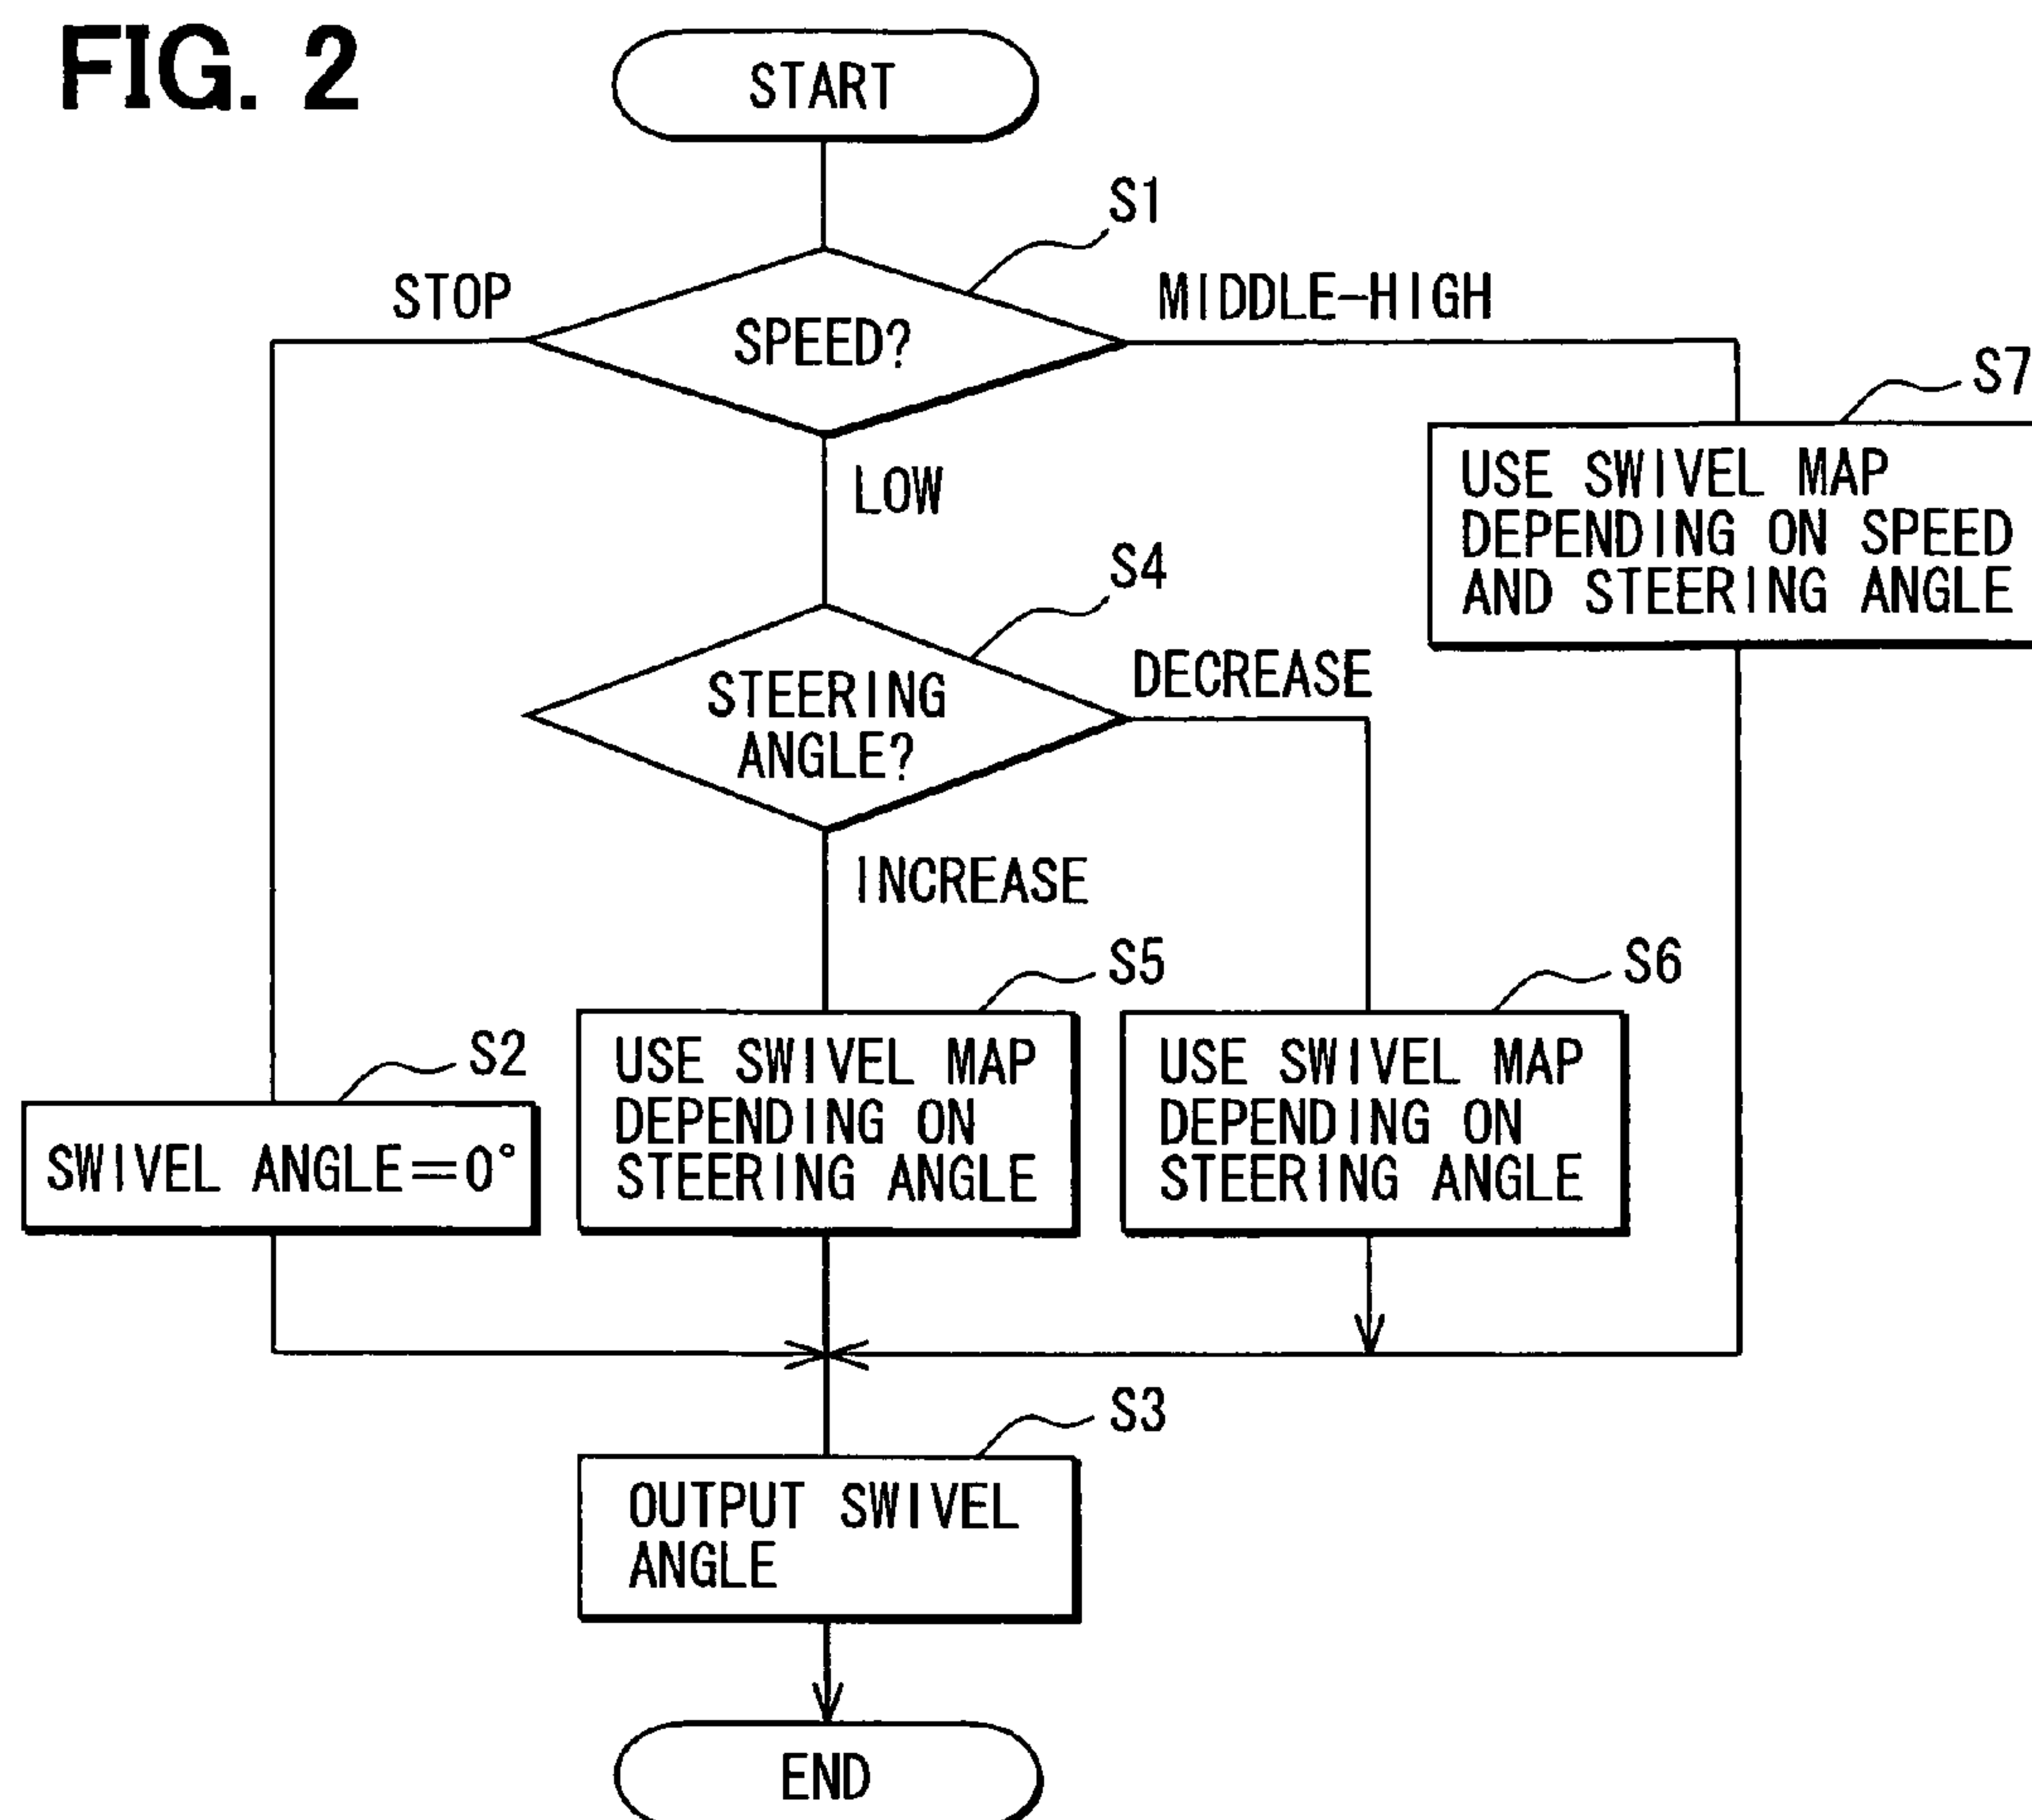 FIG. 2
START
S1
STOP
SPEED?
MIDDLE-HIGH
S7
USE SWIVEL MAP
DEPENDING ON SPEED
AND STEERING ANGLE
LOW
S4
STEERING
ANGLE?
DECREASE
INCREASE
S5
S6
S2
SWIVEL ANGLE=0°
USE SWIVEL MAP
DEPENDING ON
STEERING ANGLE
USE SWIVEL MAP
DEPENDING ON
STEERING ANGLE
S3
OUTPUT SWIVEL
ANGLE
END